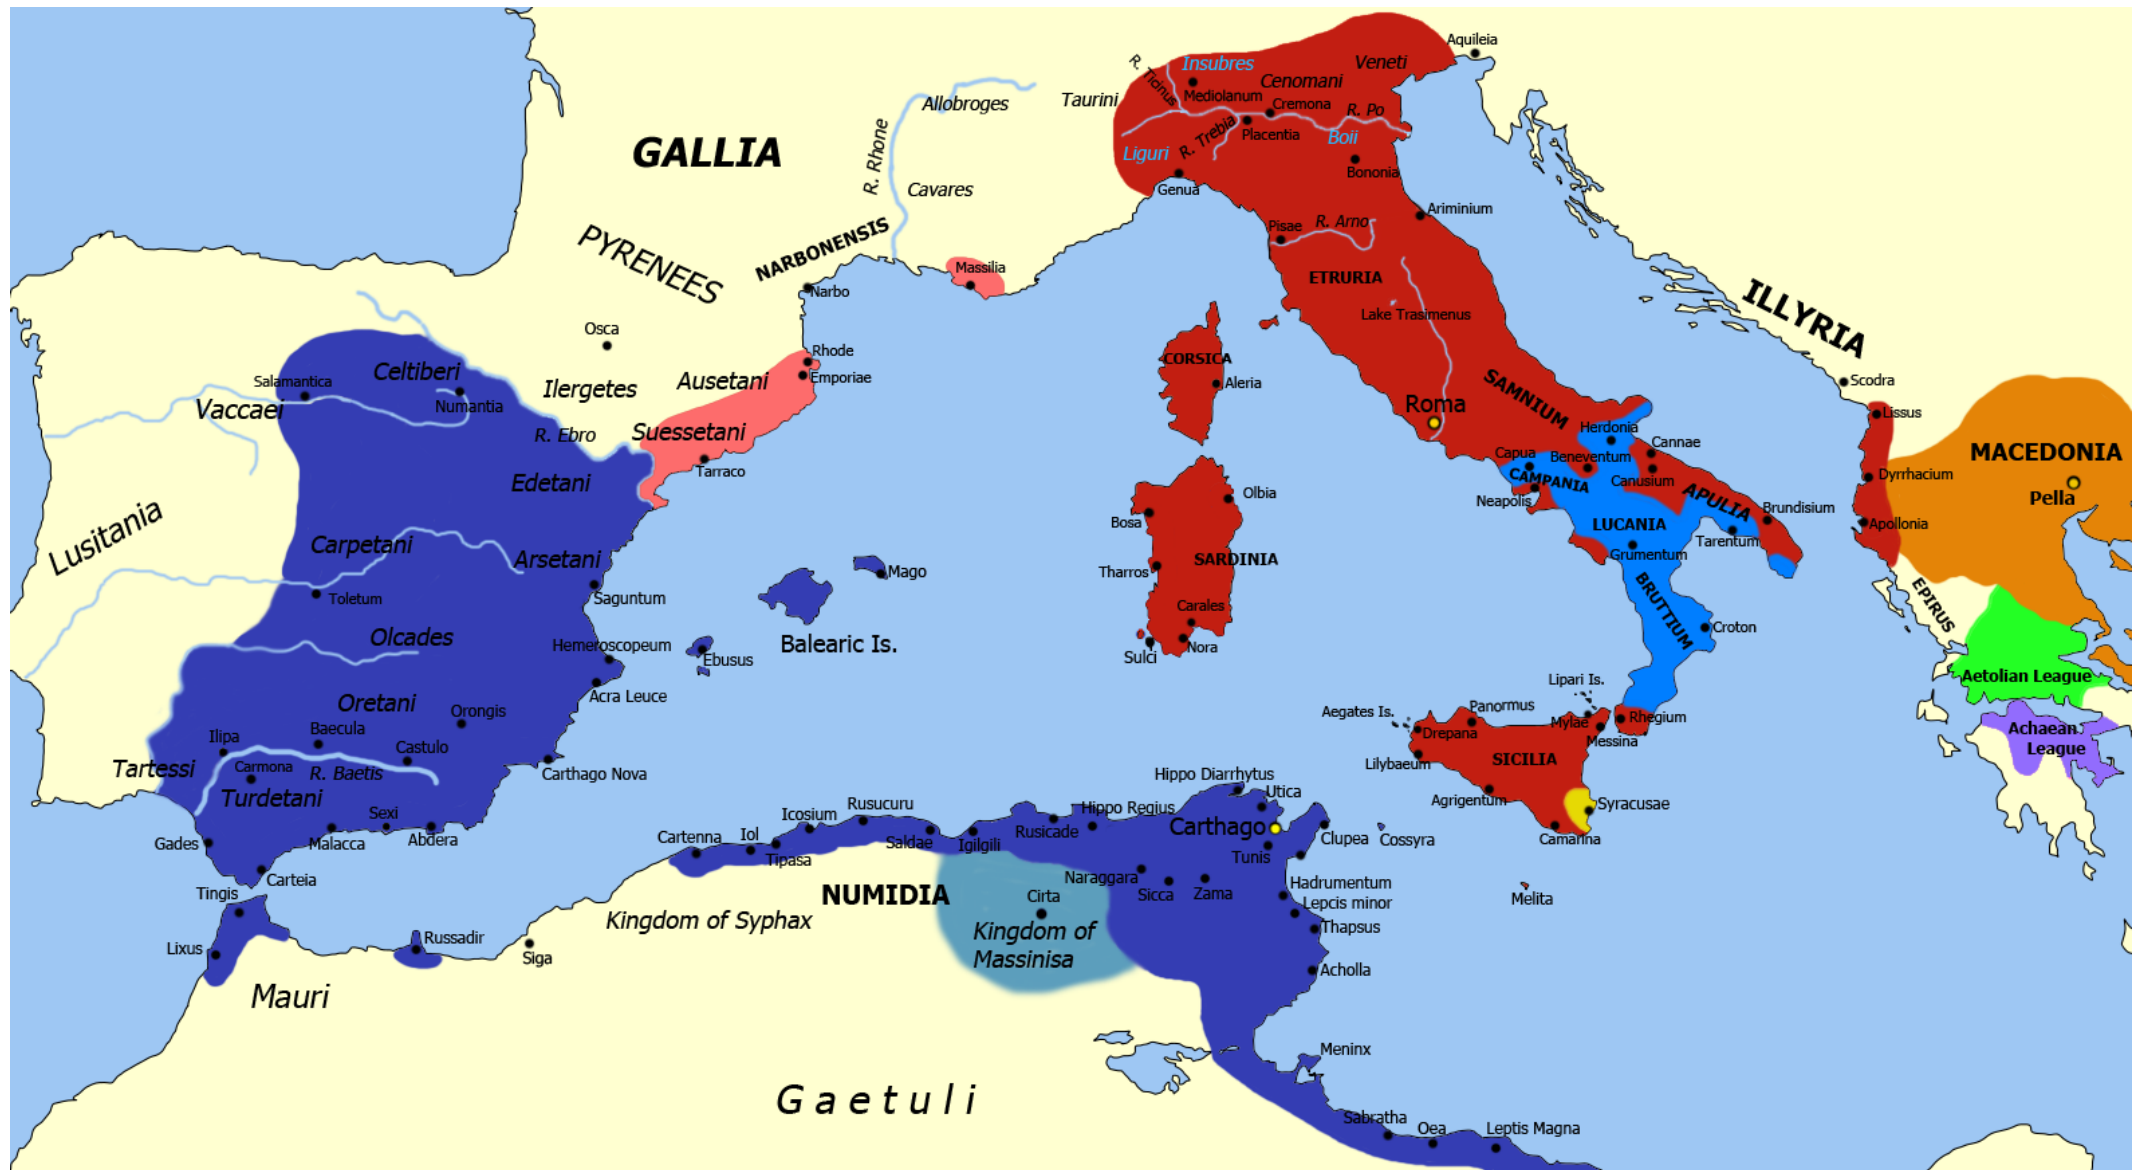 Aquileia
R. Ticinus
Insubres
Veneti
Cenomani
Taurini
Mediolanum
Allobroges
Cremona
R. Po
R. Trebia
Placentia
Boii
GALLIA
R. Rhone
Liguri
Bononia
Genua
Cavares
Ariminium
Pisae
R. Arno
PYRENEES
NARBONENSIS
Massilia
ETRURIA
Narbo
ILLYRIA
Lake Trasimenus
Osca
Rhode
CORSICA
Celtiberi
Ausetani
Emporiae
Aleria
Scodra
Salamantica
Ilergetes
SAMNIUM
Vaccaei
Numantia
Roma
Lissus
R. Ebro
Suessetani
Herdonia
Cannae
MACEDONIA
Tarraco
Capua
Beneventum
Dyrrhacium
Edetani
CAMPANIA
Canusium
Pella
Olbia
Neapolis
APULIA
Brundisium
Bosa
LUCANIA
Apollonia
Lusitania
Carpetani
Arsetani
SARDINIA
Tarentum
Grumentum
Mago
Tharros
Toletum
Saguntum
BRUTTIUM
EPIRUS
Carales
Olcades
Hemeroscopeum
Balearic Is.
Croton
Ebusus
Sulci
Nora
Lipari Is.
Aetolian League
Acra Leuce
Oretani
Orongis
Aegates Is.
Panormus
Mylae
Rhegium
Baecula
Drepana
Messina
Achaean
League
Ilipa
Castulo
SICILIA
Tartessi
Carmona
R. Baetis
Carthago Nova
Lilybaeum
Hippo Diarrhytus
Utica
Turdetani
Agrigentum
Syracusae
Sexi
Icosium
Rusucuru
Hippo Regius
Carthago
Rusicade
Gades
Malacca
Abdera
Cartenna
Iol
Tipasa
Saldae
Igilgili
Tunis
Clupea
Cossyra
Camarina
Carteia
Naraggara
Hadrumentum
Tingis
NUMIDIA
Cirta
Sicca
Zama
Lepcis minor
Melita
Kingdom of Syphax
Kingdom of
Massinisa
Thapsus
Russadir
Lixus
Siga
Acholla
Mauri
Meninx
Gaetuli
Sabratha
Oea
Leptis Magna